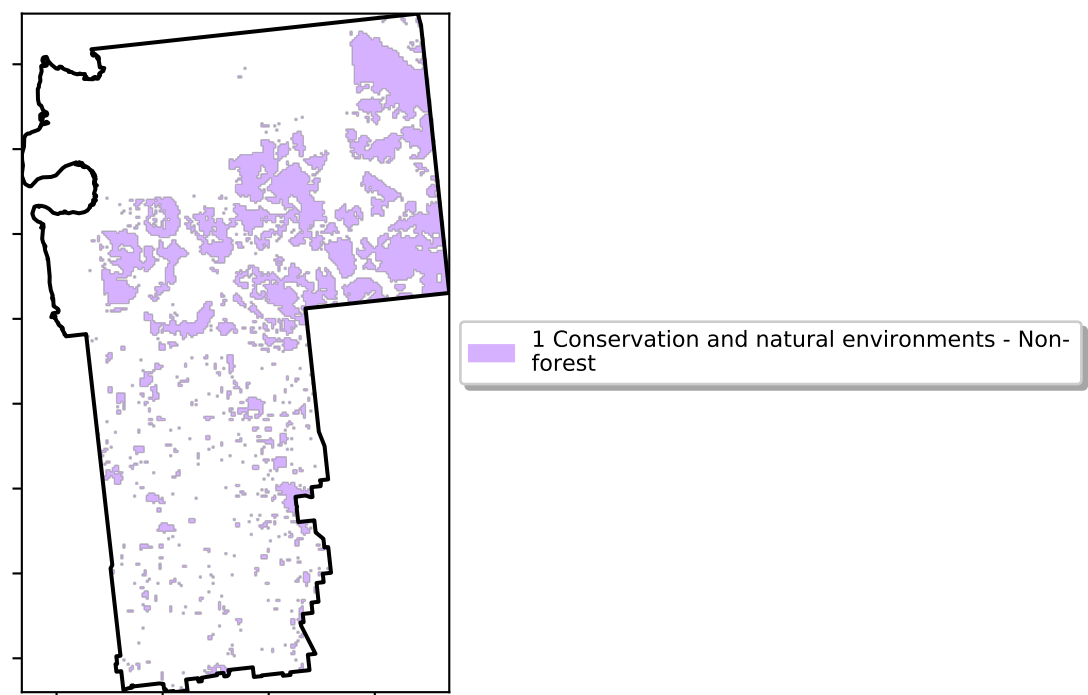 1 Conservation and natural environments - Non-
forest